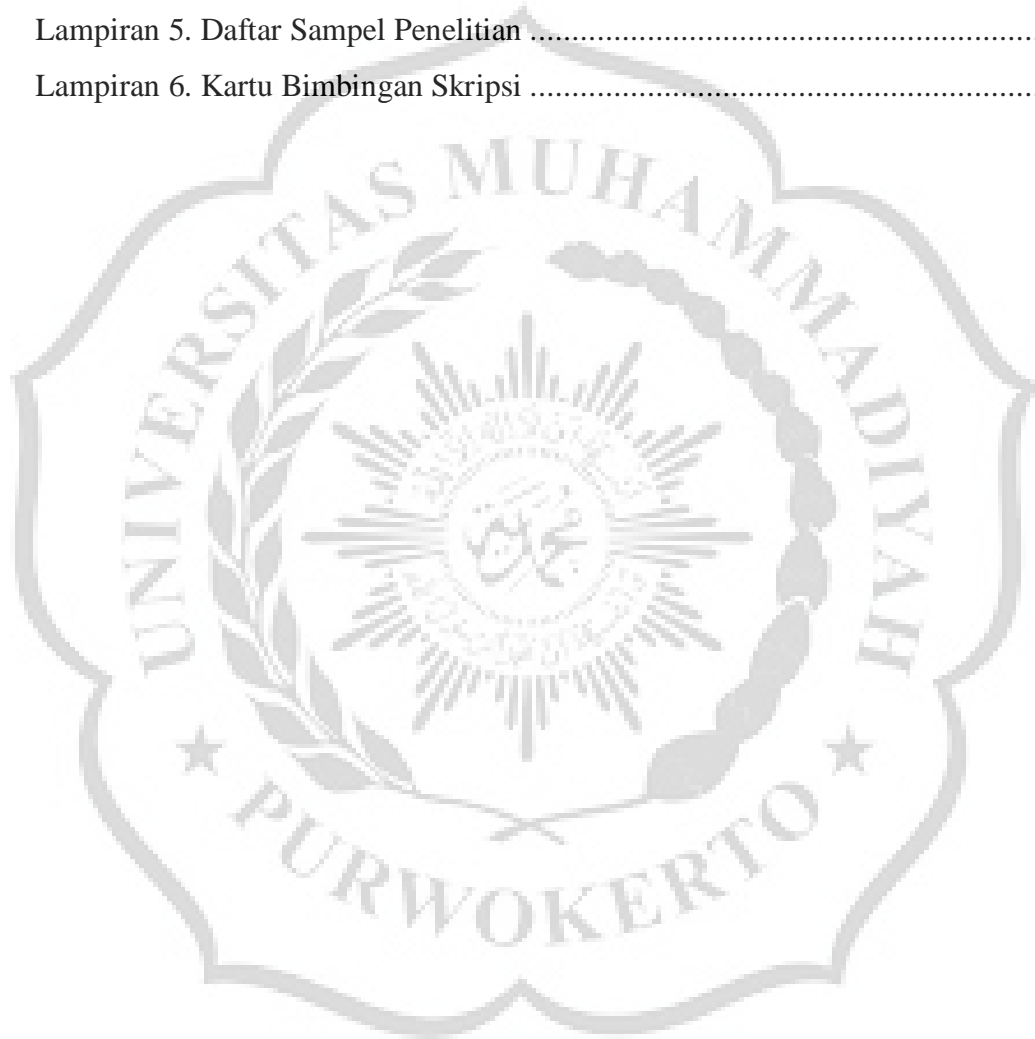 Lampiran 5. Daftar Sampel Penelitian ..........................................................
Lampiran 6. Kartu Bimbingan Skripsi ..........................................................
UNIVERSITAS MUHAMMADIYAH
PURWOKERTO